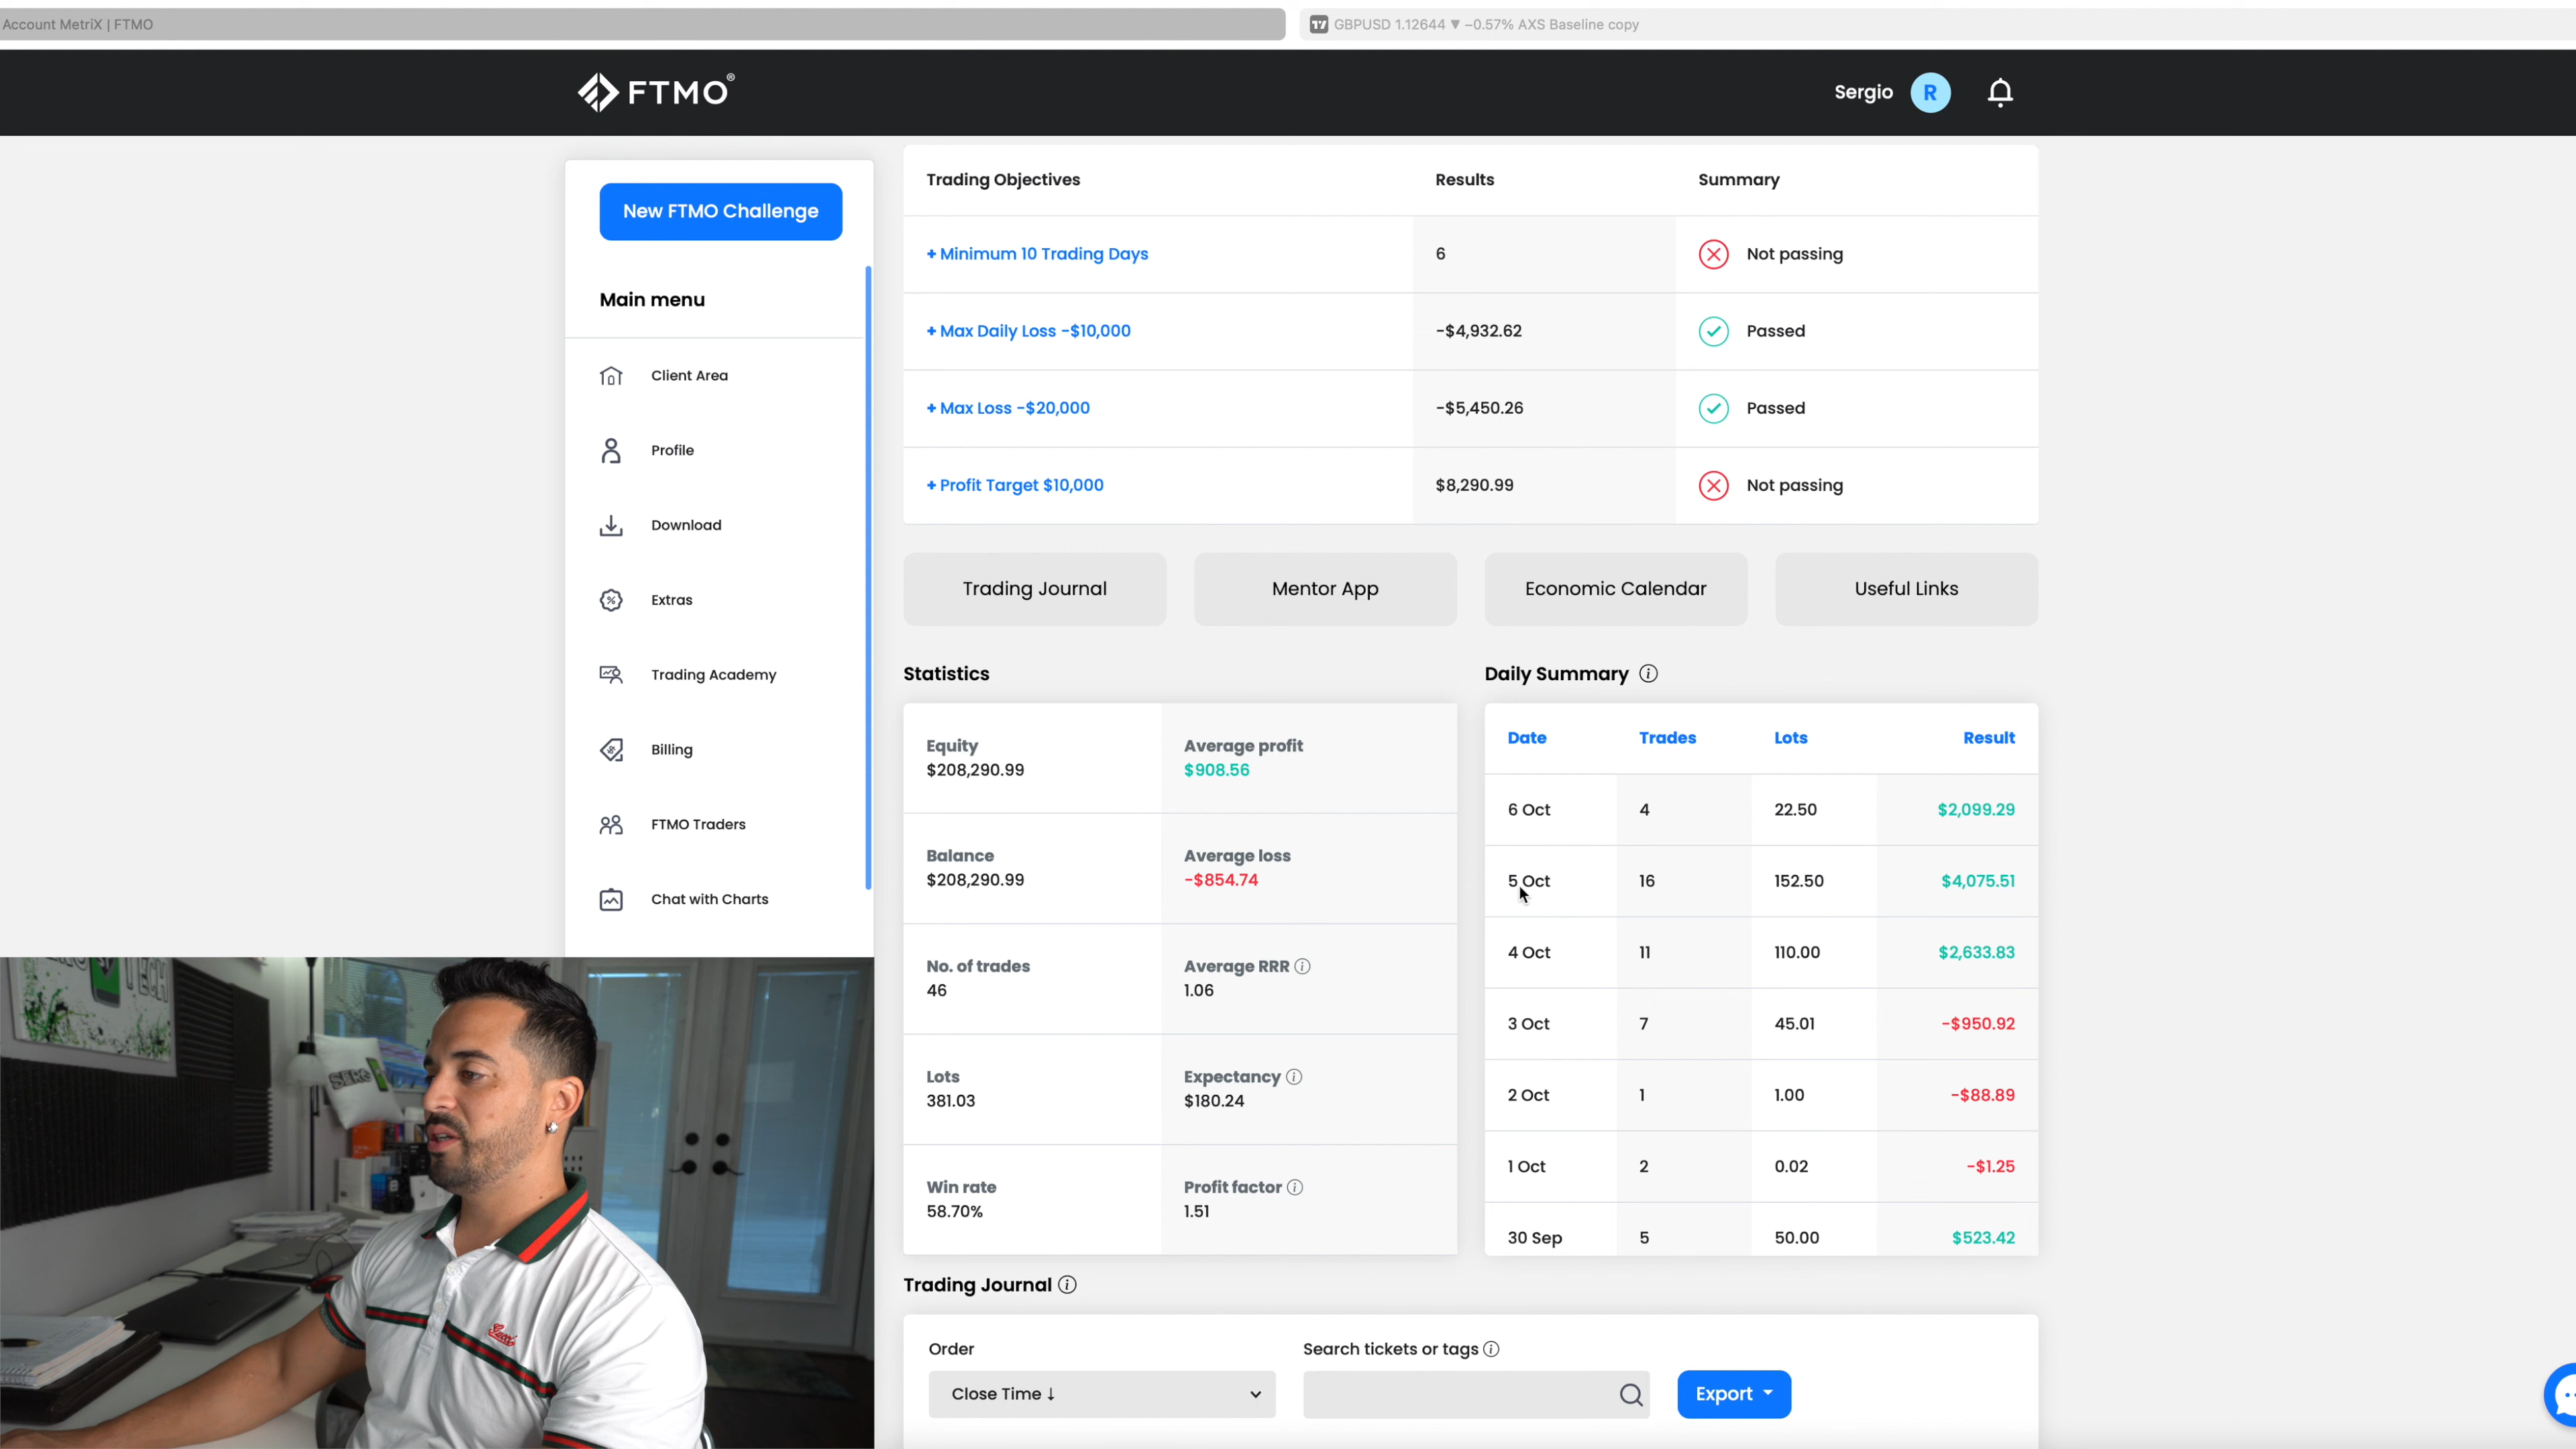 Account MetriX | FTMO
GBPUSD 1.12644 ▼ −0.57% AXS Baseline copy
FTMO®
Sergio R
New FTMO Challenge
Main menu
Client Area
Profile
Download
Extras
Trading Academy
Billing
FTMO Traders
Chat with Charts
Trading Objectives Results Summary
+ Minimum 10 Trading Days 6 Not passing
+ Max Daily Loss -$10,000 -$4,932.62 Passed
+ Max Loss -$20,000 -$5,450.26 Passed
+ Profit Target $10,000 $8,290.99 Not passing
Trading Journal Mentor App Economic Calendar Useful Links
Statistics
Equity Average profit
$208,290.99 $908.56
Balance Average loss
$208,290.99 -$854.74
No. of trades Average RRR
46 1.06
Lots Expectancy
381.03 $180.24
Win rate Profit factor
58.70% 1.51
Daily Summary
Date Trades Lots Result
6 Oct 4 22.50 $2,099.29
5 Oct 16 152.50 $4,075.51
4 Oct 11 110.00 $2,633.83
3 Oct 7 45.01 -$950.92
2 Oct 1 1.00 -$88.89
1 Oct 2 0.02 -$1.25
30 Sep 5 50.00 $523.42
Trading Journal
Order Search tickets or tags
Close Time ↓ Export
TECH
SERG
Gucci